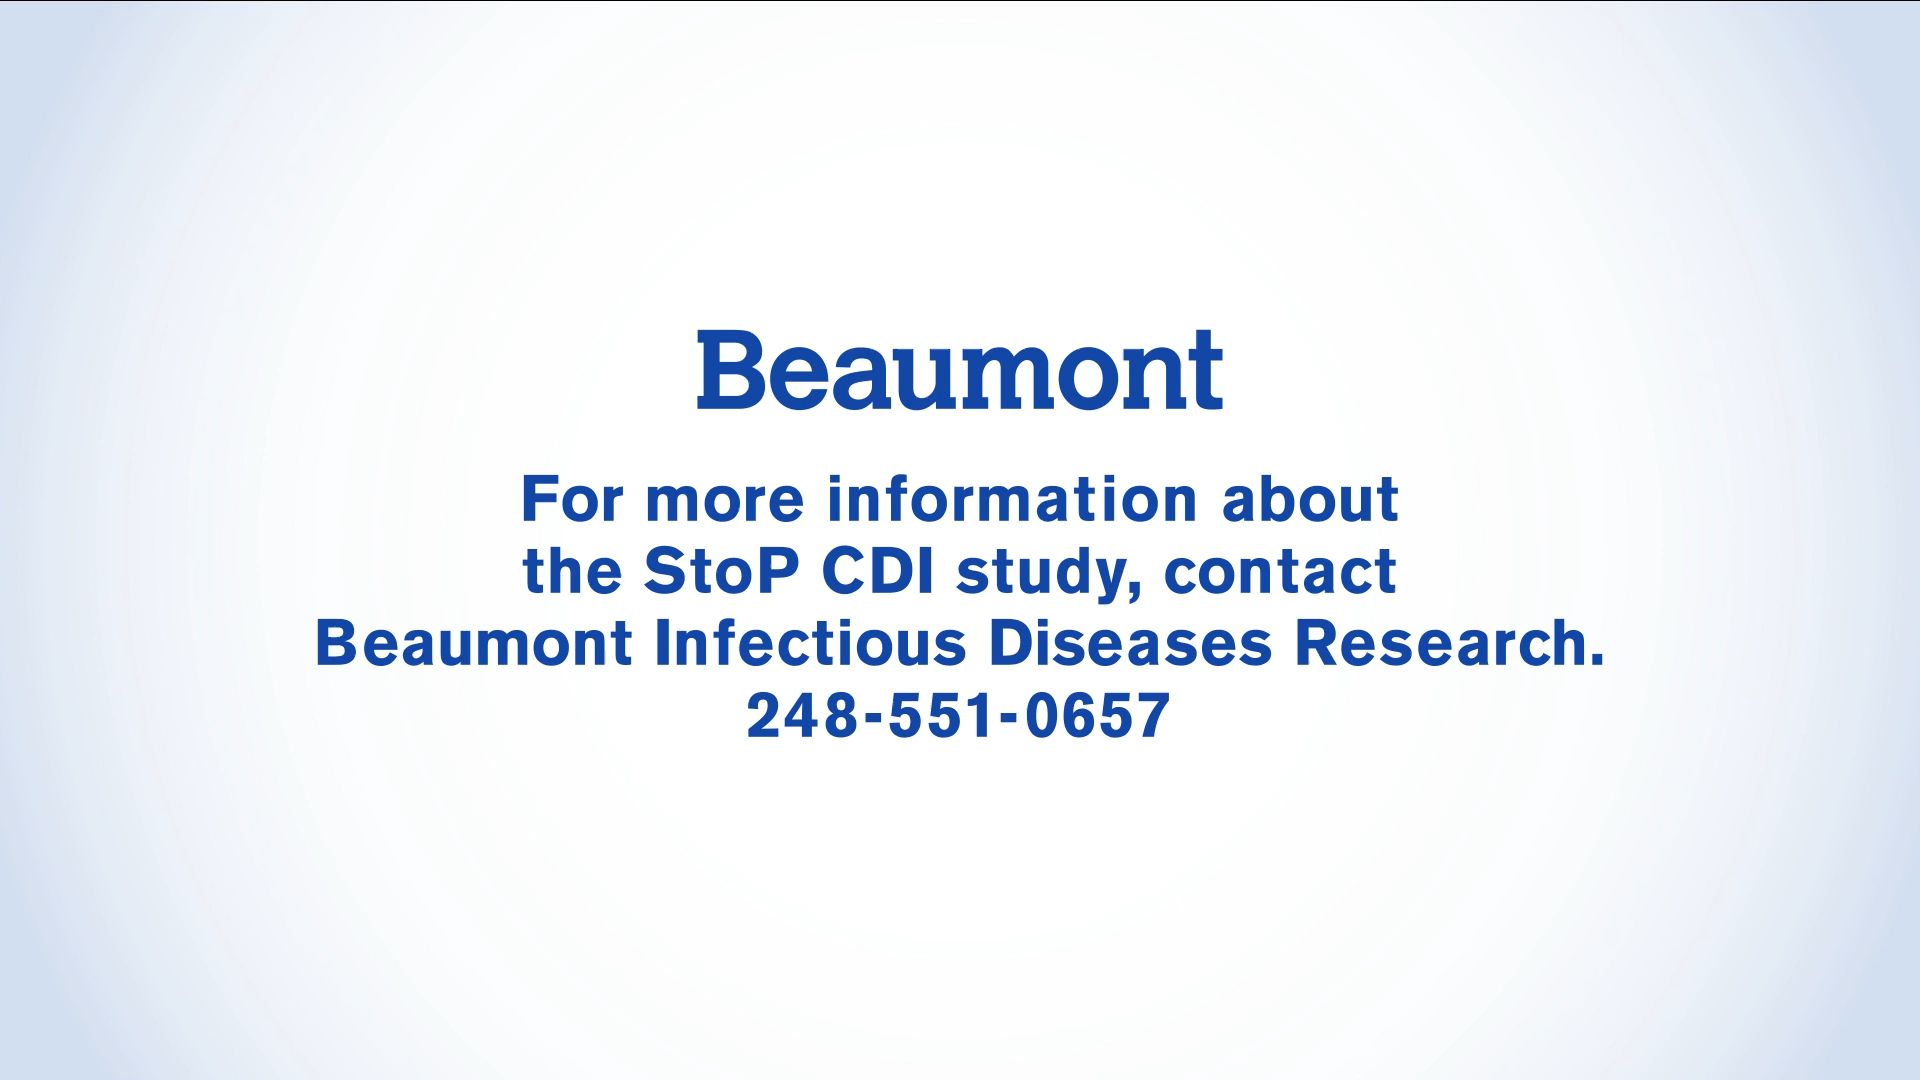 Beaumont
For more information about
the StoP CDI study, contact
Beaumont Infectious Diseases Research.
248-551-0657